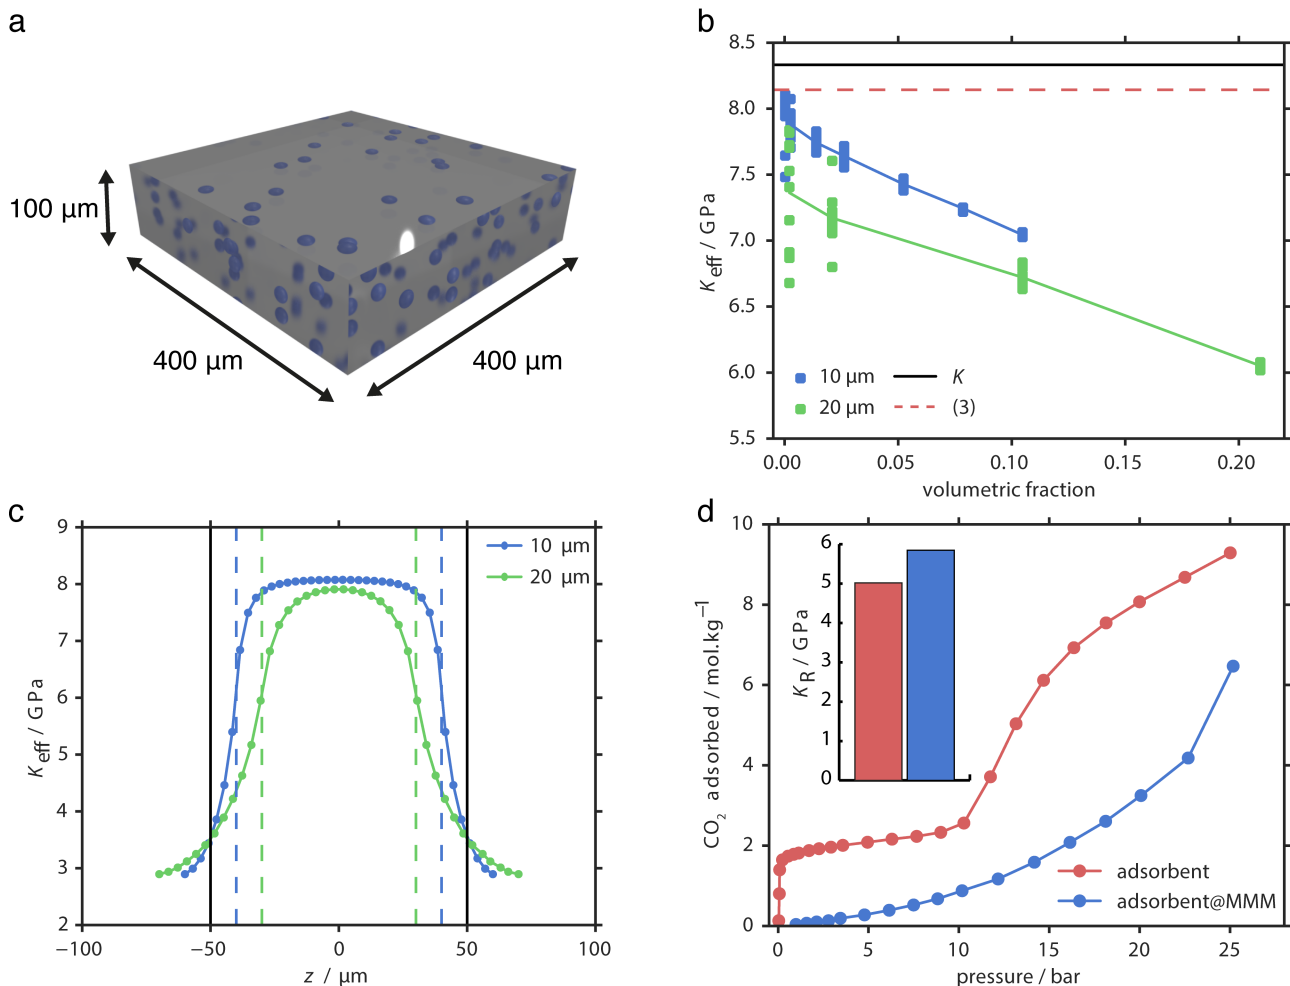 a
100 μm
400 μm
400 μm
b
8.5
8.0
7.5
7.0
6.5
6.0
5.5
Keff / GPa
10 μm
K
20 μm
(3)
0.00
0.05
0.10
0.15
0.20
volumetric fraction
c
9
8
7
6
5
4
3
2
Keff / GPa
10 μm
20 μm
−100
−50
0
50
100
z / μm
d
10
8
6
4
2
0
CO₂ adsorbed / mol.kg⁻¹
6
5
4
3
2
1
0
KR / GPa
adsorbent
adsorbent@MMM
0
5
10
15
20
25
pressure / bar